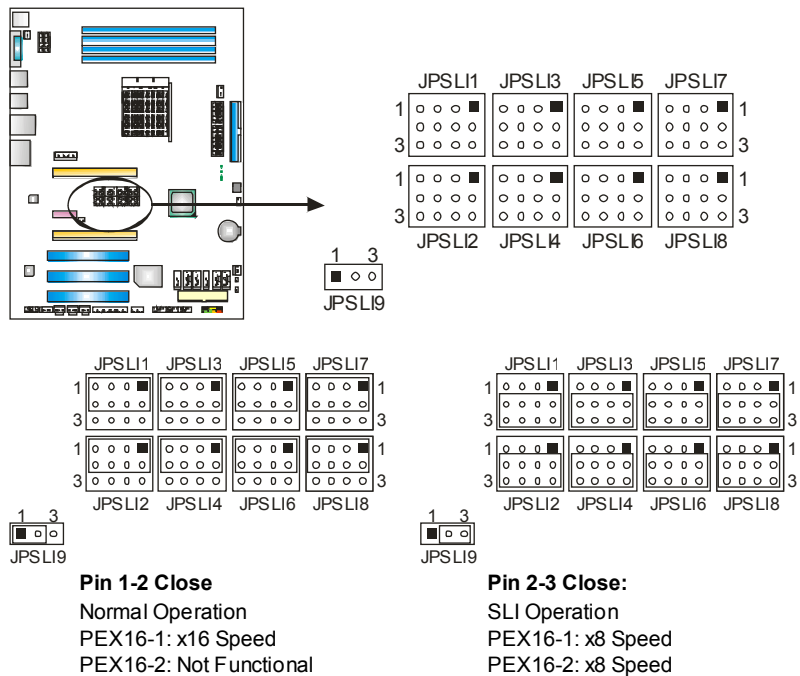 JPSLI1 JPSLI3 JPSLI5 JPSLI7
1 1
3 3
1 1
3 3
JPSLI2 JPSLI4 JPSLI6 JPSLI8
1 3
JPSLI9
JPSLI1 JPSLI3 JPSLI5 JPSLI7
1 1
3 3
1 1
3 3
JPSLI2 JPSLI4 JPSLI6 JPSLI8
1 3
JPSLI9
Pin 1-2 Close
Normal Operation
PEX16-1: x16 Speed
PEX16-2: Not Functional
JPSLI1 JPSLI3 JPSLI5 JPSLI7
1 1
3 3
1 1
3 3
JPSLI2 JPSLI4 JPSLI6 JPSLI8
1 3
JPSLI9
Pin 2-3 Close:
SLI Operation
PEX16-1: x8 Speed
PEX16-2: x8 Speed